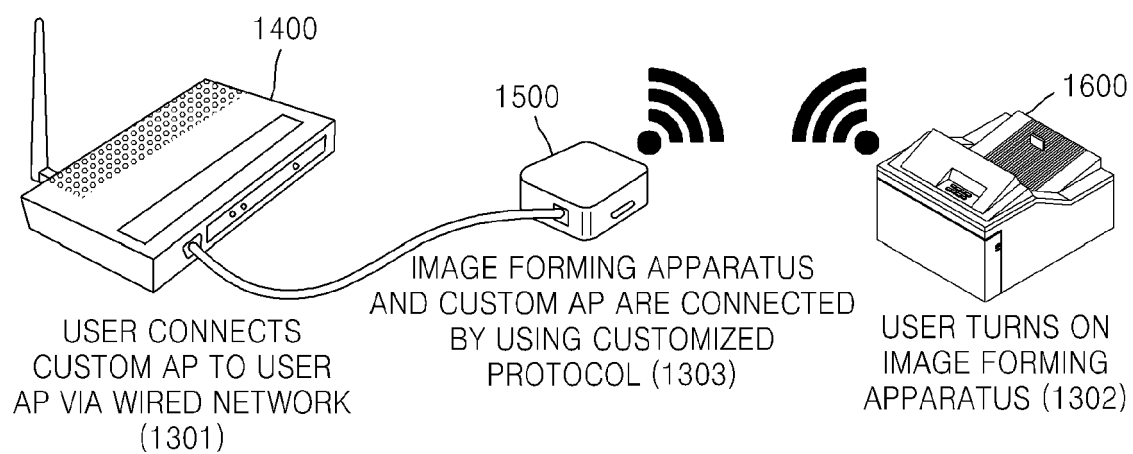 1400
1500
1600
USER CONNECTS
CUSTOM AP TO USER
AP VIA WIRED NETWORK
(1301)
IMAGE FORMING APPARATUS
AND CUSTOM AP ARE CONNECTED
BY USING CUSTOMIZED
PROTOCOL (1303)
USER TURNS ON
IMAGE FORMING
APPARATUS (1302)